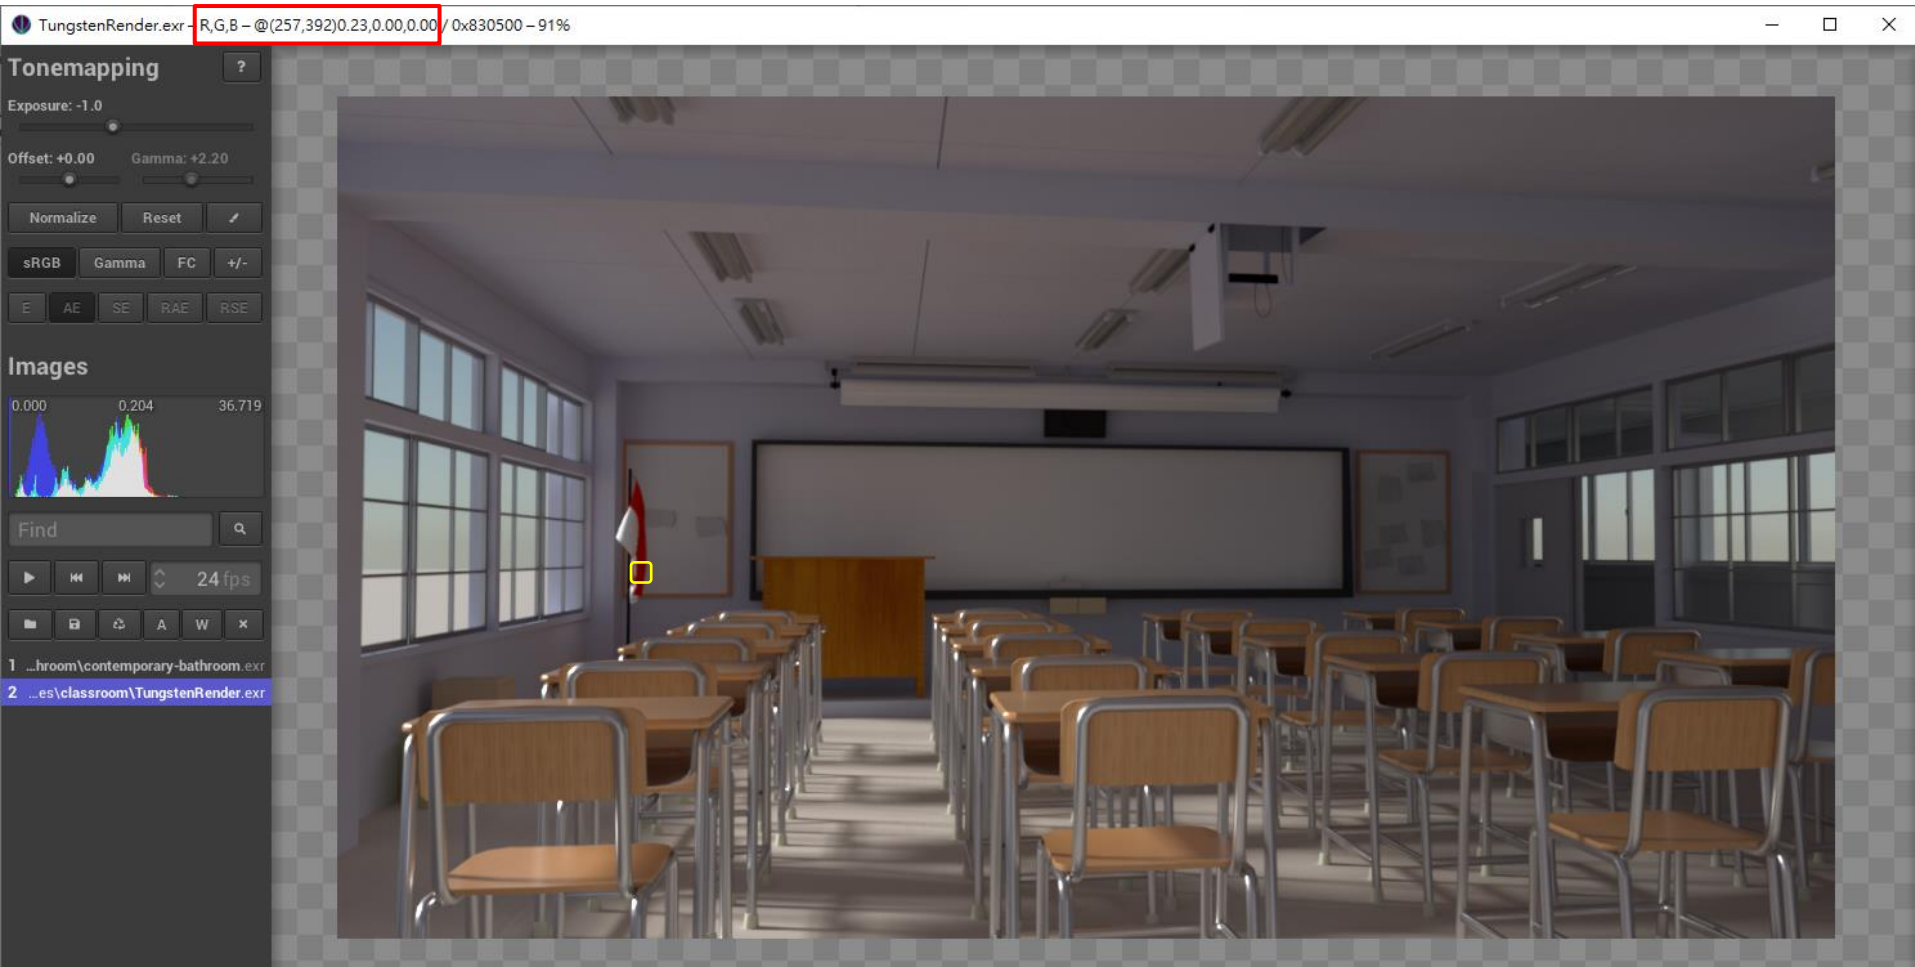 TungstenRender.exr – R,G,B – @(257,392)0.23,0.00,0.00 / 0x830500 – 91%
Tonemapping ?
Exposure: -1.0
Offset: +0.00 Gamma: +2.20
Normalize Reset
sRGB Gamma FC +/-
E AE SE RAE RSE
Images
0.000 0.204 36.719
Find
24 fps
A W
1 ...hroom\contemporary-bathroom.exr
2 ...es\classroom\TungstenRender.exr